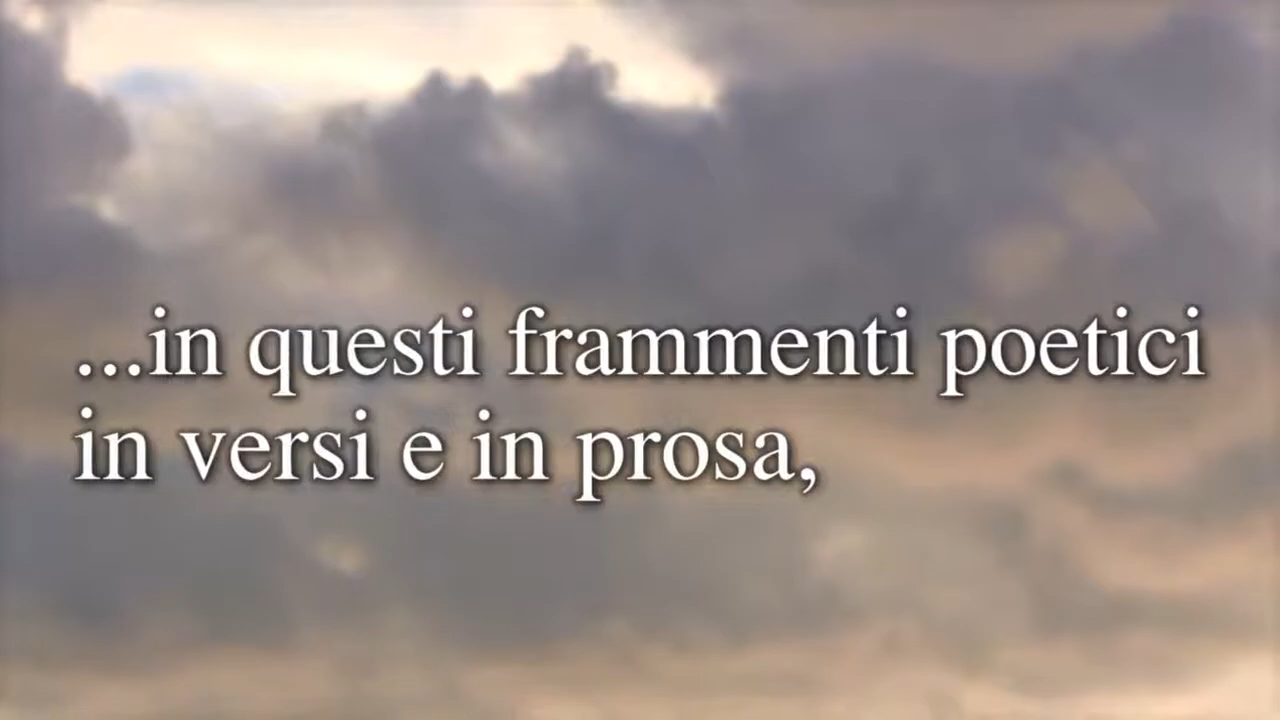 ...in questi frammenti poetici
in versi e in prosa,